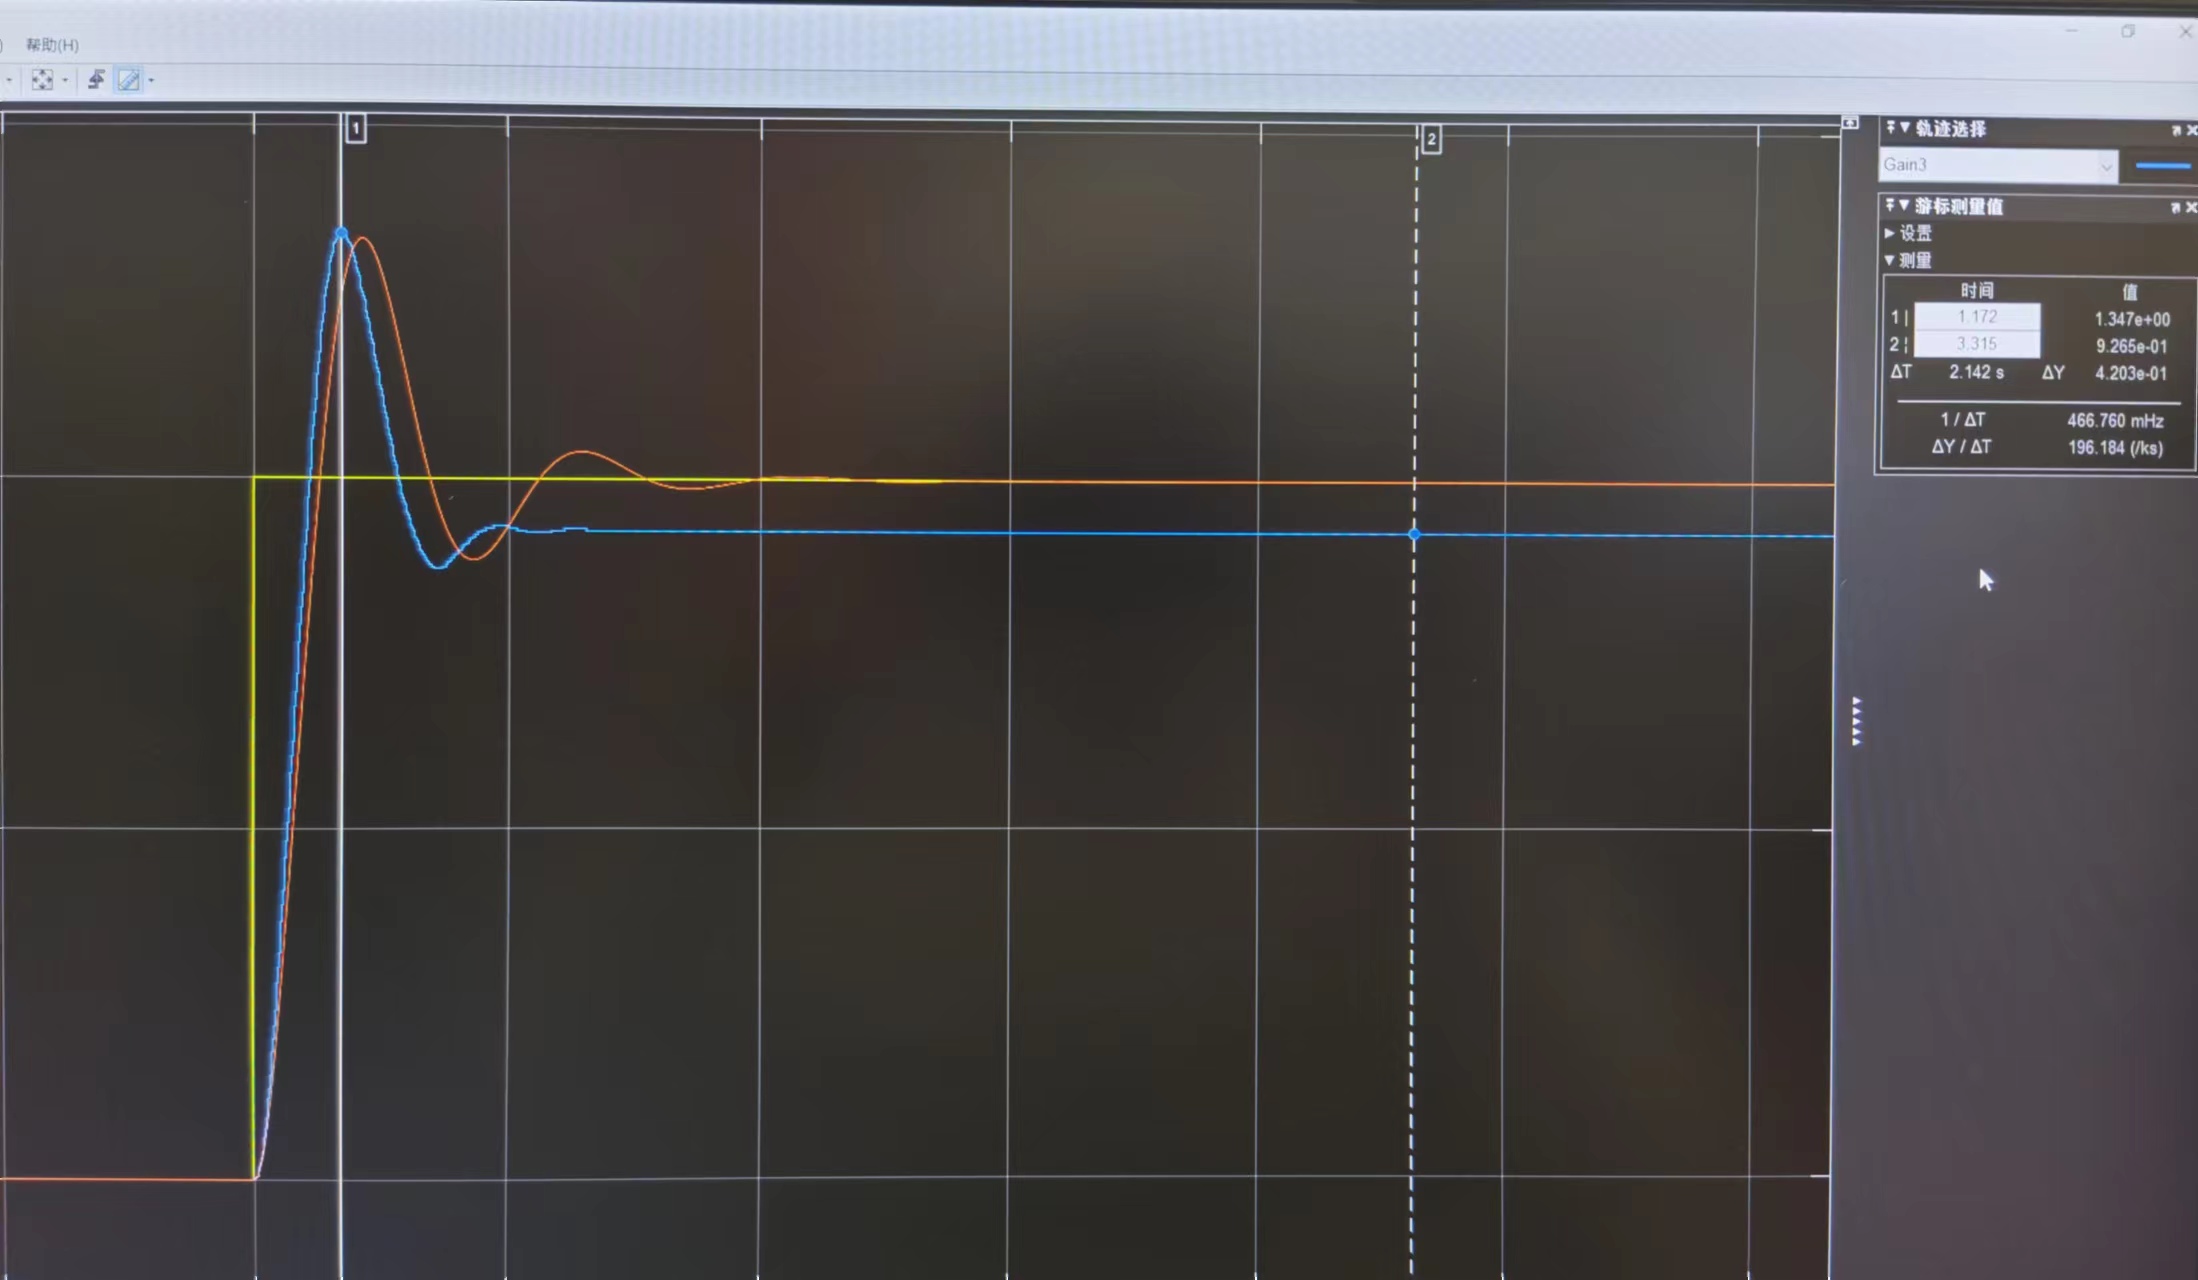 ) 帮助(H)
1
2
轨迹选择
Gain3
游标测量值
设置
测量
时间 值
1 | 1.172 1.347e+00
2 ¦ 3.315 9.265e-01
ΔT 2.142 s ΔY 4.203e-01
1 / ΔT 466.760 mHz
ΔY / ΔT 196.184 (/ks)